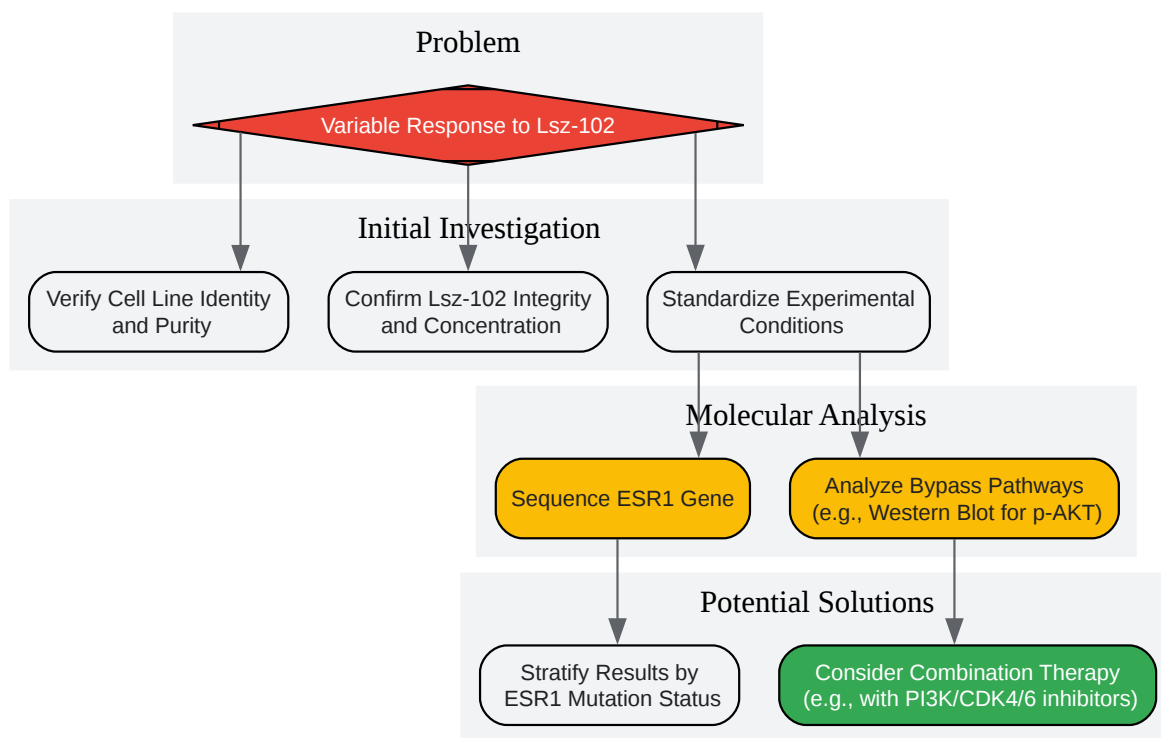 Problem
Variable Response to Lsz-102
Initial Investigation
Verify Cell Line Identity
and Purity
Confirm Lsz-102 Integrity
and Concentration
Standardize Experimental
Conditions
Molecular Analysis
Sequence ESR1 Gene
Analyze Bypass Pathways
(e.g., Western Blot for p-AKT)
Potential Solutions
Stratify Results by
ESR1 Mutation Status
Consider Combination Therapy
(e.g., with PI3K/CDK4/6 inhibitors)